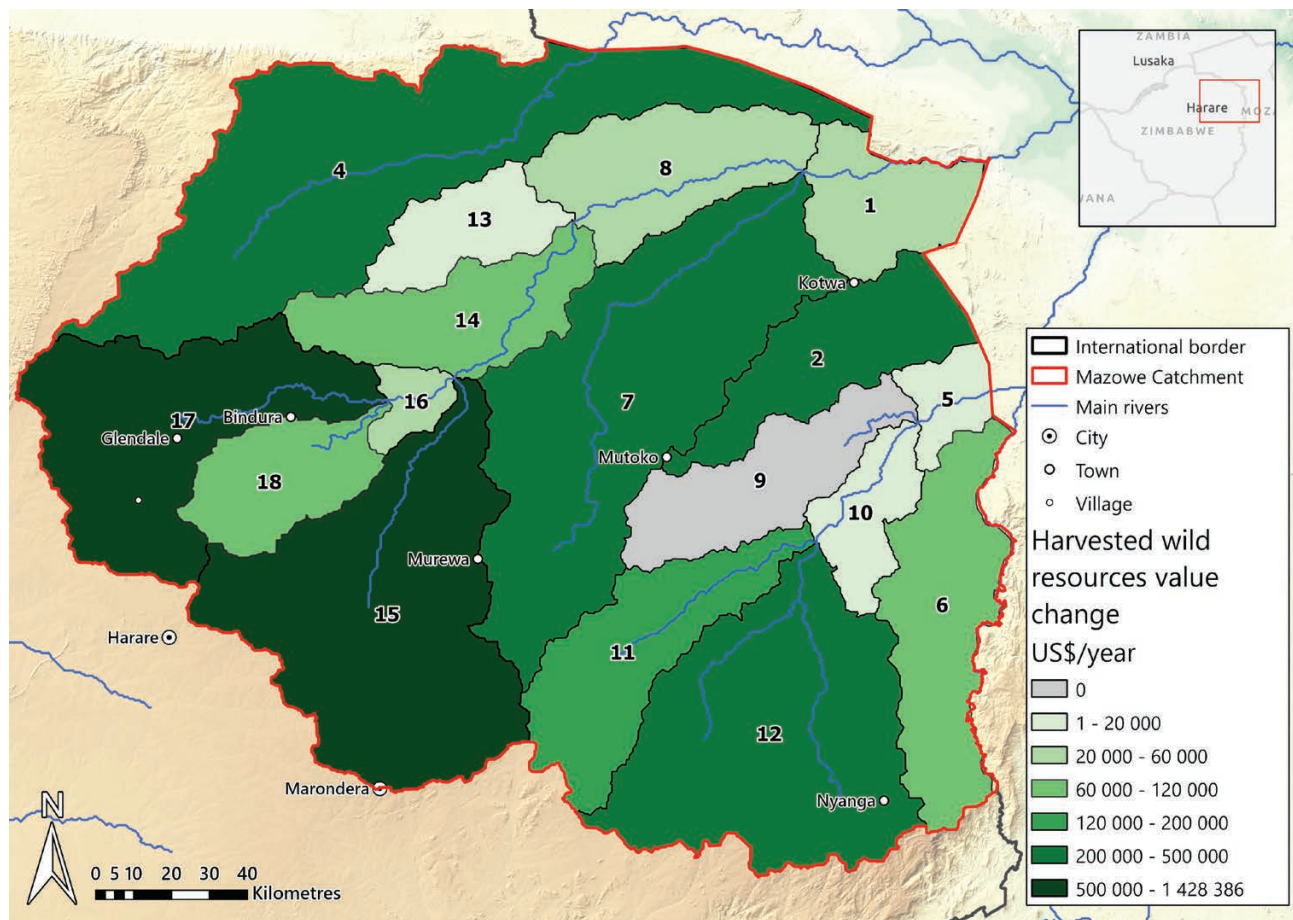 ZAMBIA
Lusaka
Harare
MOZA
ZIMBABWE
WANA
4
8
13
1
Kotwa
14
2
5
16
7
17
Bindura
Glendale
Mutoko
18
9
10
Murewa
6
15
Harare
11
12
Marondera
Nyanga
N
0 5 10 20 30 40
Kilometres
International border
Mazowe Catchment
Main rivers
City
Town
Village
Harvested wild
resources value
change
US$/year
0
1 - 20 000
20 000 - 60 000
60 000 - 120 000
120 000 - 200 000
200 000 - 500 000
500 000 - 1 428 386